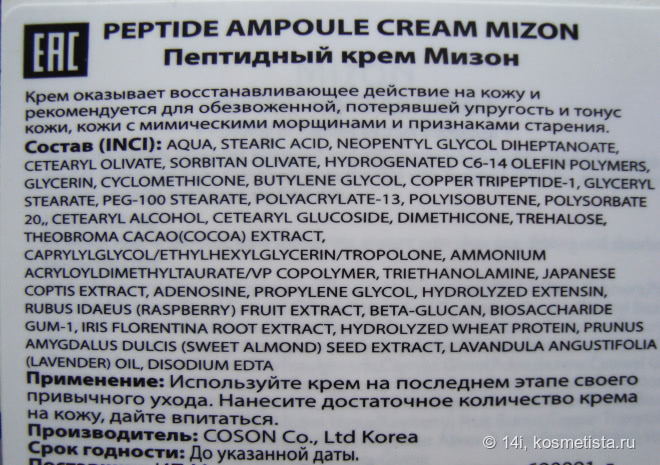 EAC
PEPTIDE AMPOULE CREAM MIZON
Пептидный крем Мизон
Крем оказывает восстанавливающее действие на кожу и
рекомендуется для обезвоженной, потерявшей упругость и тонус
кожи, кожи с мимическими морщинами и признаками старения.
Состав (INCI): AQUA, STEARIC ACID, NEOPENTYL GLYCOL DIHEPTANOATE,
CETEARYL OLIVATE, SORBITAN OLIVATE, HYDROGENATED C6-14 OLEFIN POLYMERS,
GLYCERIN, CYCLOMETHICONE, BUTYLENE GLYCOL, COPPER TRIPEPTIDE-1, GLYCERYL
STEARATE, PEG-100 STEARATE, POLYACRYLATE-13, POLYISOBUTENE, POLYSORBATE
20,, CETEARYL ALCOHOL, CETEARYL GLUCOSIDE, DIMETHICONE, TREHALOSE,
THEOBROMA CACAO(COCOA) EXTRACT,
CAPRYLYLGLYCOL/ETHYLHEXYLGLYCERIN/TROPOLONE, AMMONIUM
ACRYLOYLDIMETHYLTAURATE/VP COPOLYMER, TRIETHANOLAMINE, JAPANESE
COPTIS EXTRACT, ADENOSINE, PROPYLENE GLYCOL, HYDROLYZED EXTENSIN,
RUBUS IDAEUS (RASPBERRY) FRUIT EXTRACT, BETA-GLUCAN, BIOSACCHARIDE
GUM-1, IRIS FLORENTINA ROOT EXTRACT, HYDROLYZED WHEAT PROTEIN, PRUNUS
AMYGDALUS DULCIS (SWEET ALMOND) SEED EXTRACT, LAVANDULA ANGUSTIFOLIA
(LAVENDER) OIL, DISODIUM EDTA
Применение: Используйте крем на последнем этапе своего
привычного ухода. Нанесите достаточное количество крема
на кожу, дайте впитаться.
Производитель: COSON Co., Ltd Korea
Срок годности: До указанной даты.
© 14i, kosmetista.ru